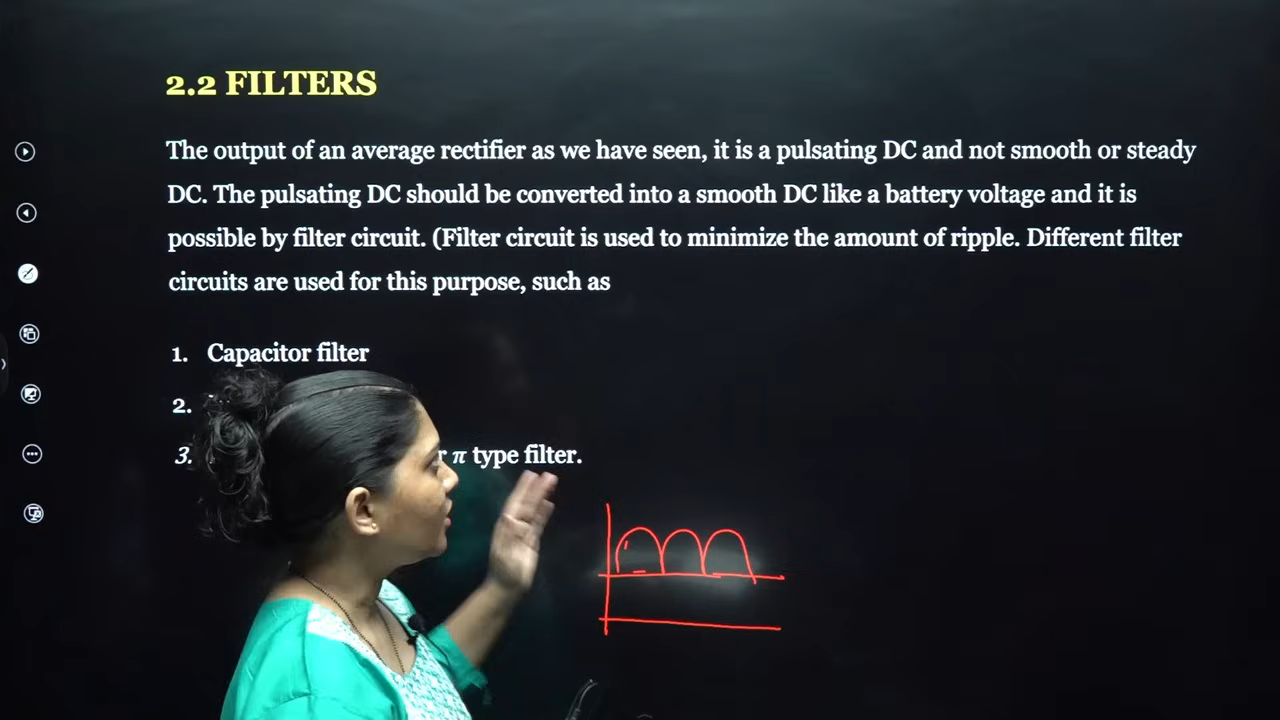 2.2 FILTERS
The output of an average rectifier as we have seen, it is a pulsating DC and not smooth or steady
DC. The pulsating DC should be converted into a smooth DC like a battery voltage and it is
possible by filter circuit. (Filter circuit is used to minimize the amount of ripple. Different filter
circuits are used for this purpose, such as
1. Capacitor filter
2.
3. π type filter.